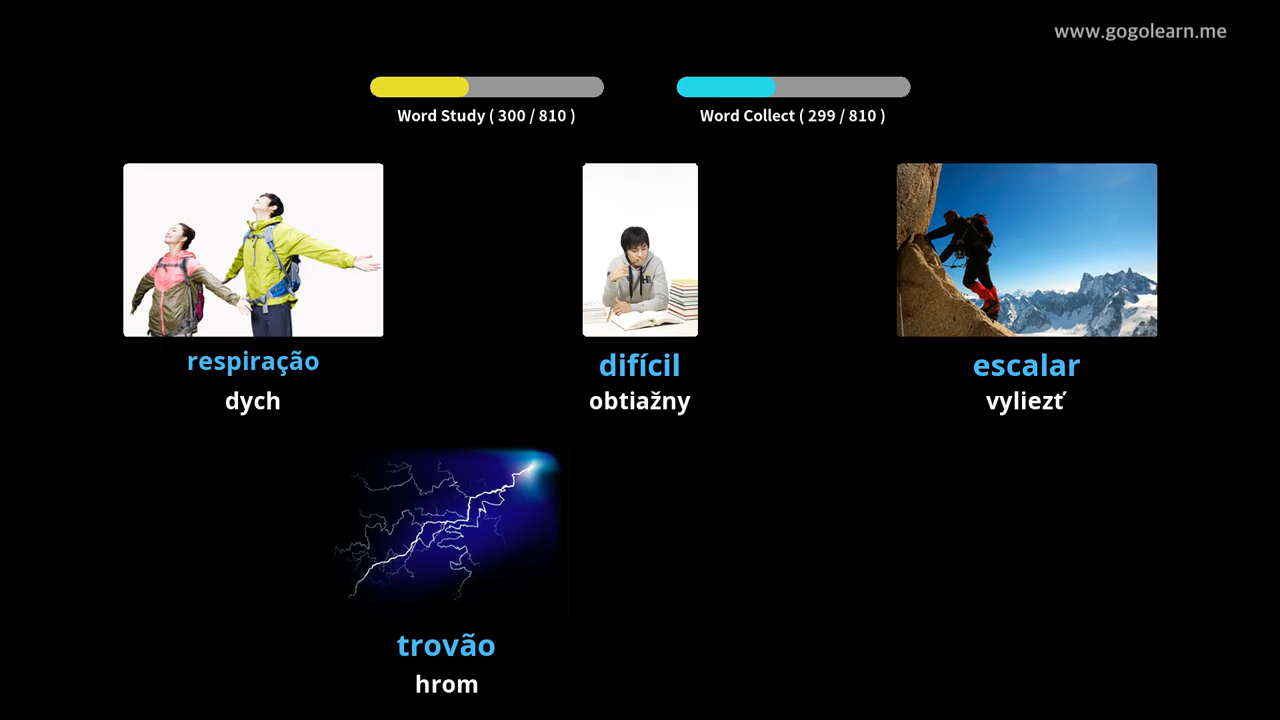 www.gogolearn.me
Word Study ( 300 / 810 )
Word Collect ( 299 / 810 )
respiração
dych
difícil
obtiažny
escalar
vyliezť
trovão
hrom